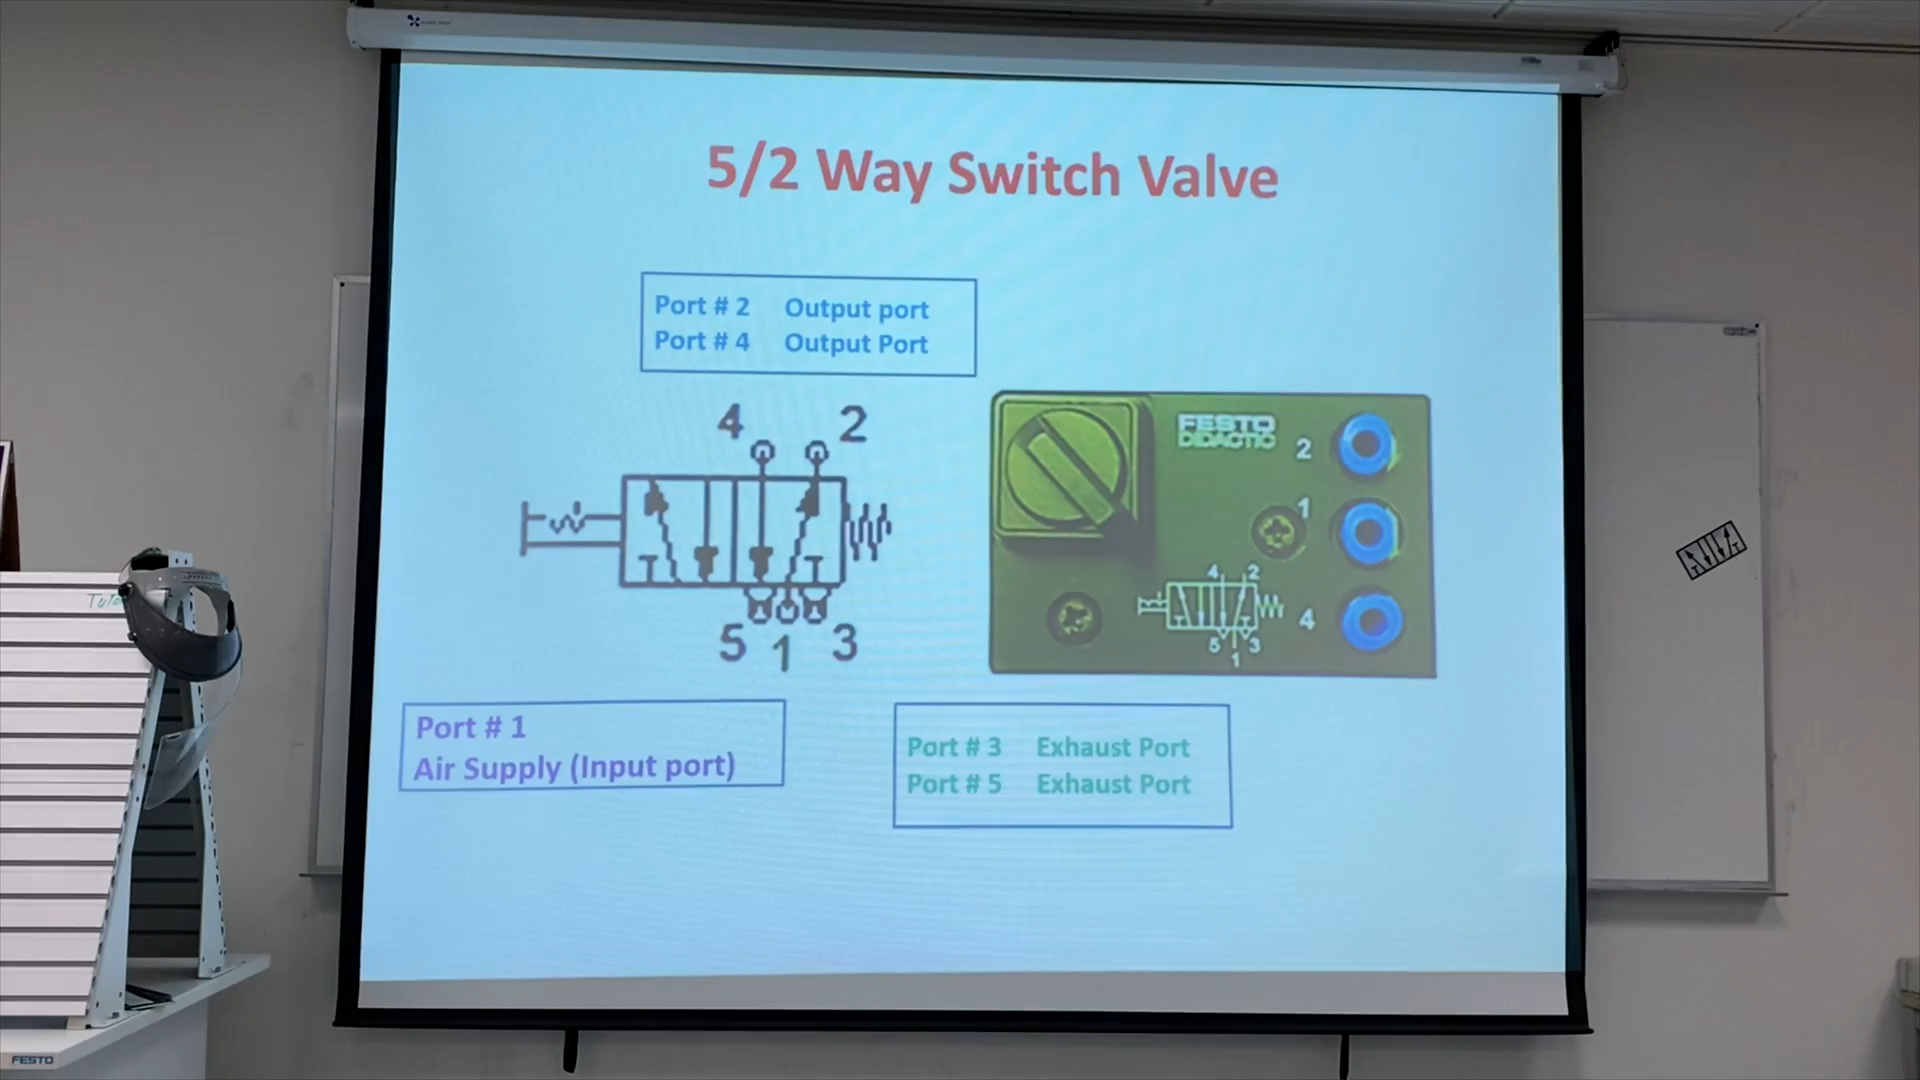 5/2 Way Switch Valve
Port # 2 Output port
Port # 4 Output Port
4 2
5 1 3
FESTO
DIDACTIC
2
1
4
4 2
5 3
1
Port # 1
Air Supply (Input port)
Port # 3 Exhaust Port
Port # 5 Exhaust Port
FESTO